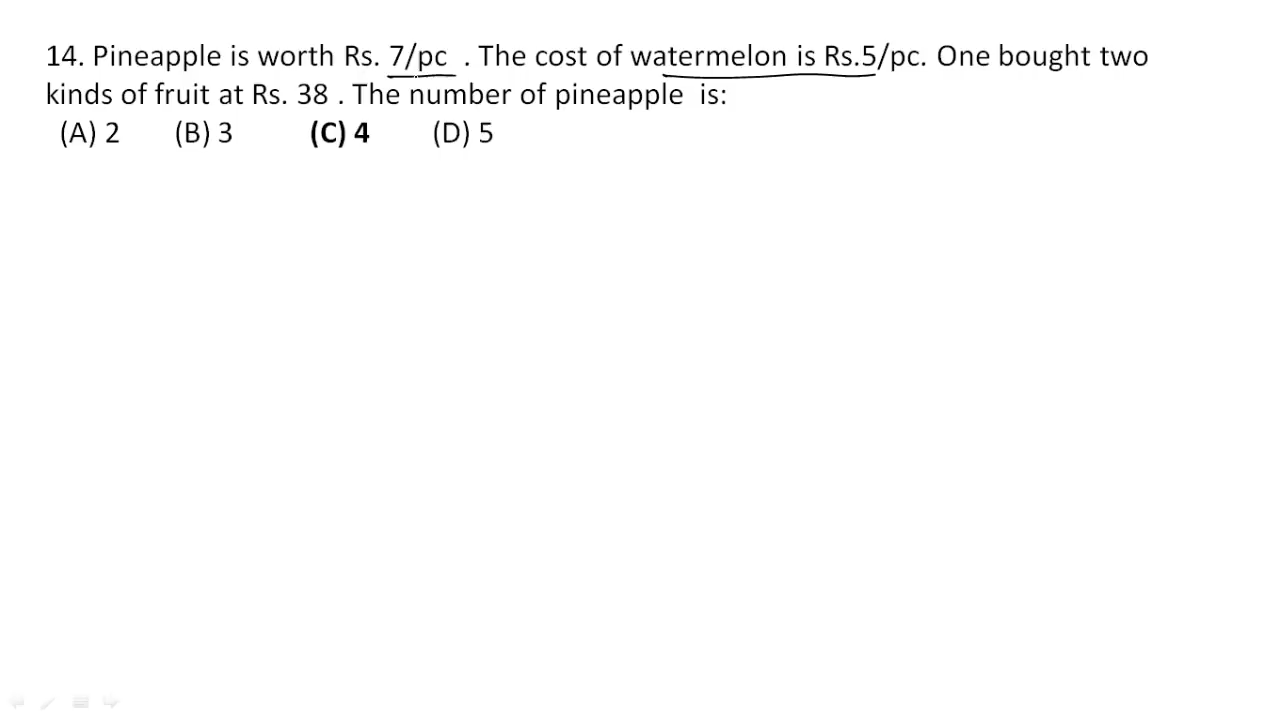 14. Pineapple is worth Rs. 7/pc . The cost of watermelon is Rs.5/pc. One bought two
kinds of fruit at Rs. 38 . The number of pineapple is:
(A) 2 (B) 3 (C) 4 (D) 5